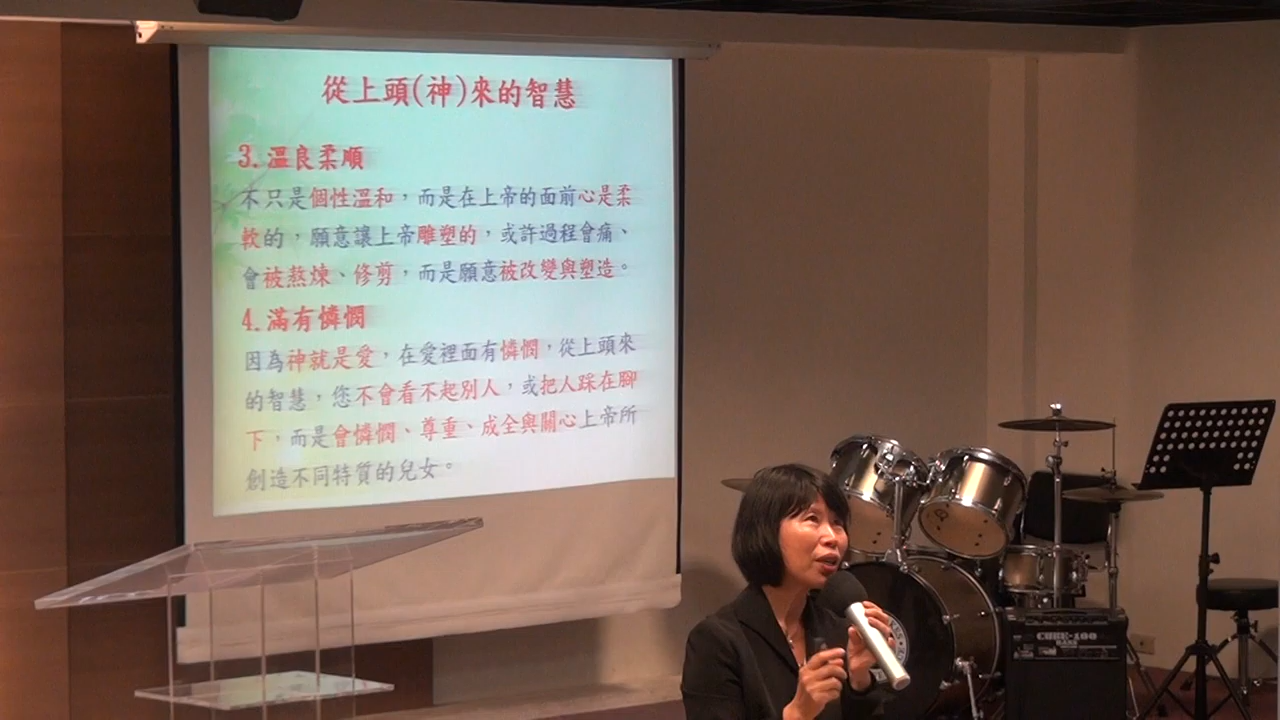 從上頭(神)來的智慧
3.溫良柔順
不只是個性溫和，而是在上帝的面前心是柔
軟的，願意讓上帝雕塑的，或許過程會痛、
會被熬煉、修剪，而是願意被改變與塑造。
4.滿有憐憫
因為神就是愛，在愛裡面有憐憫，從上頭來
的智慧，您不會看不起別人，或把人踩在腳
下，而是會憐憫、尊重、成全與關心上帝所
創造不同特質的兒女。
CUBE-100
BASS